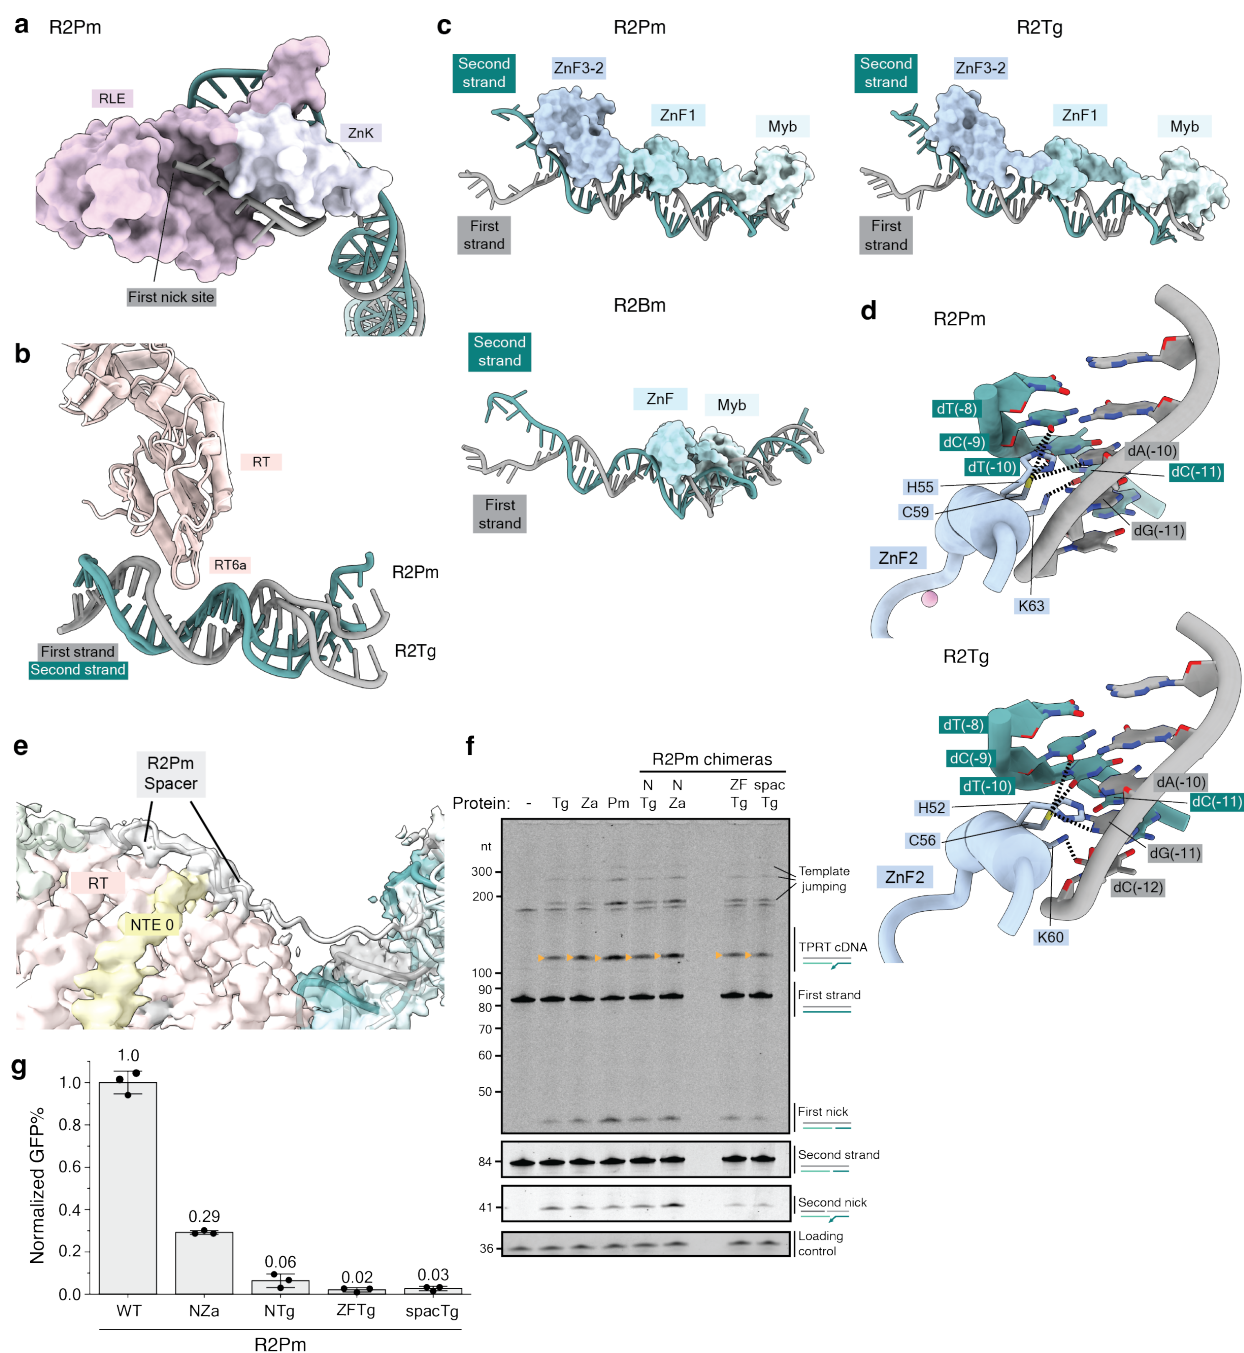 a
R2Pm
RLE
ZnK
First nick site
b
RT
RT6a
R2Pm
R2Tg
First strand
Second strand
c
R2Pm
Second
strand
ZnF3-2
ZnF1
Myb
First
strand
R2Tg
Second
strand
ZnF3-2
ZnF1
Myb
First
strand
R2Bm
Second
strand
ZnF
Myb
First
strand
d
R2Pm
dT(-8)
dC(-9)
dT(-10)
dA(-10)
dC(-11)
H55
C59
dG(-11)
ZnF2
K63
R2Tg
dT(-8)
dC(-9)
dT(-10)
dA(-10)
dC(-11)
H52
C56
dG(-11)
ZnF2
dC(-12)
K60
e
R2Pm
Spacer
RT
NTE 0
f
R2Pm chimeras
N N ZF spac
Protein: - Tg Za Pm Tg Za Tg Tg
nt
300
200
100
90
80
70
60
50
84
41
36
Template
jumping
TPRT cDNA
First strand
First nick
Second strand
Second nick
Loading
control
g
Normalized GFP%
1.0
0.8
0.6
0.4
0.2
0.0
1.0
0.29
0.06
0.02
0.03
WT NZa NTg ZFTg spacTg
R2Pm